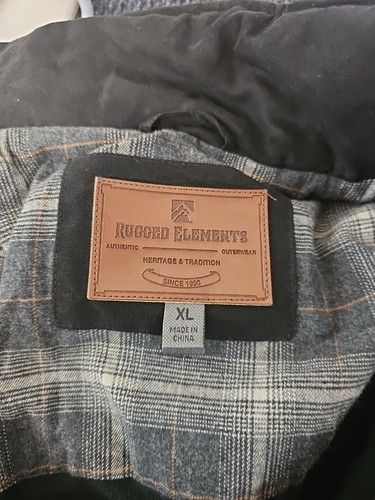 RUGGED ELEMENTS
AUTHENTIC OUTERWEAR
HERITAGE & TRADITION
SINCE 1990
XL
MADE IN
CHINA